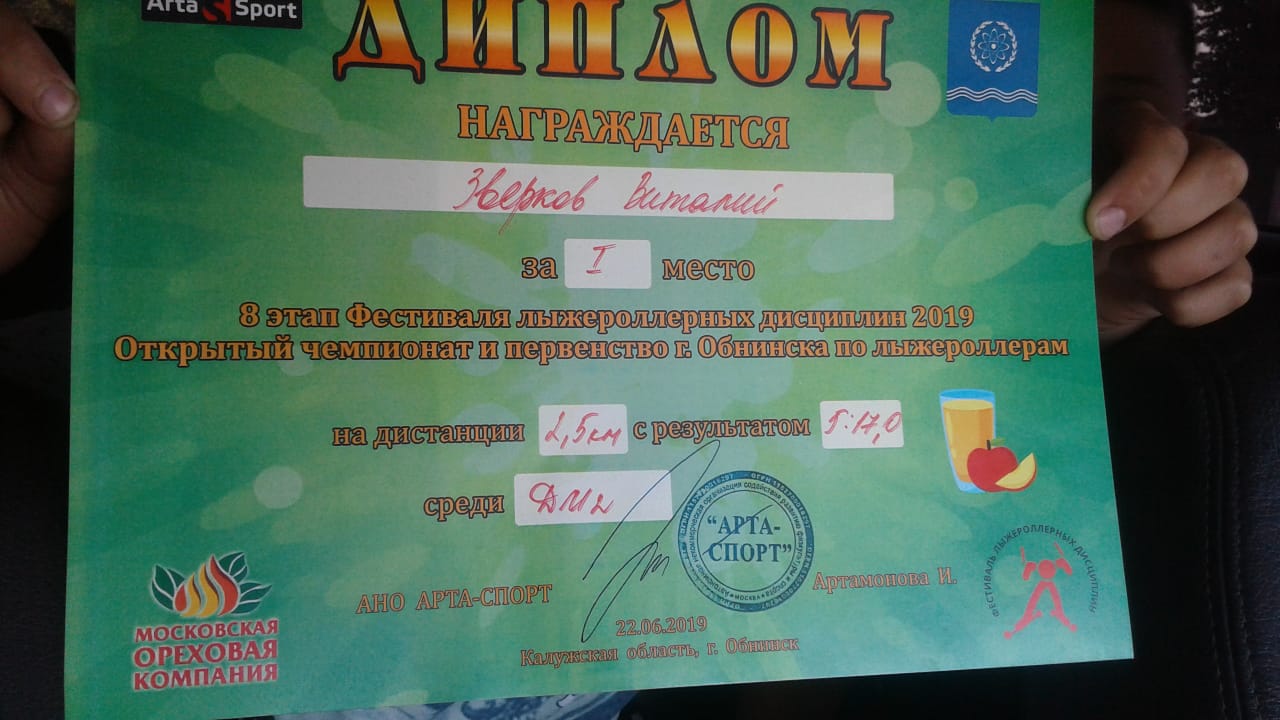 Arta Sport
ДИПЛОМ
НАГРАЖДАЕТСЯ
Зверков Виталий
за I место
8 этап Фестиваля лыжероллерных дисциплин 2019
Открытый чемпионат и первенство г. Обнинска по лыжероллерам
на дистанции 2,5км с результатом 5:17,0
среди
"АРТА-
СПОРТ"
АНО АРТА-СПОРТ
Артамонова И.
22.06.2019
Калужская область, г. Обнинск
МОСКОВСКАЯ
ОРЕХОВАЯ
КОМПАНИЯ
ФЕСТИВАЛЬ ЛЫЖЕРОЛЛЕРНЫХ ДИСЦИПЛИН